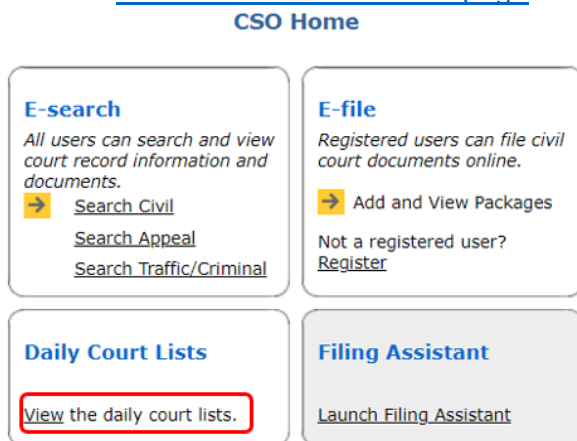 CSO Home
E-search
All users can search and view
court record information and
documents.
Search Civil
Search Appeal
Search Traffic/Criminal
E-file
Registered users can file civil
court documents online.
Add and View Packages
Not a registered user?
Register
Daily Court Lists
View the daily court lists.
Filing Assistant
Launch Filing Assistant